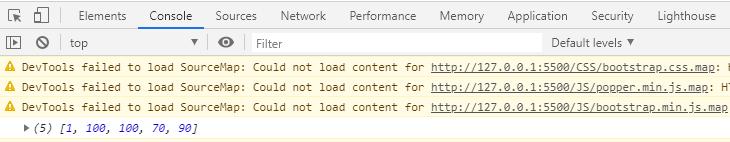 Elements Console Sources Network Performance Memory Application Security Lighthouse
top Filter Default levels
DevTools failed to load SourceMap: Could not load content for http://127.0.0.1:5500/CSS/bootstrap.css.map:
DevTools failed to load SourceMap: Could not load content for http://127.0.0.1:5500/JS/popper.min.js.map:
DevTools failed to load SourceMap: Could not load content for http://127.0.0.1:5500/JS/bootstrap.min.js.map
(5) [1, 100, 100, 70, 90]